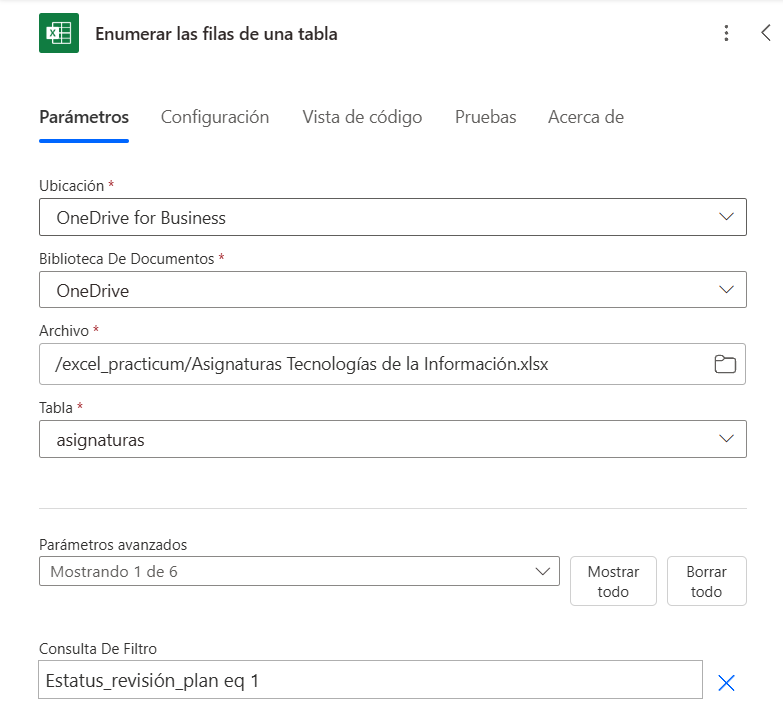 Enumerar las filas de una tabla
Parámetros Configuración Vista de código Pruebas Acerca de
Ubicación *
OneDrive for Business
Biblioteca De Documentos *
OneDrive
Archivo *
/excel_practicum/Asignaturas Tecnologías de la Información.xlsx
Tabla *
asignaturas
Parámetros avanzados
Mostrando 1 de 6
Mostrar todo
Borrar todo
Consulta De Filtro
Estatus_revisión_plan eq 1